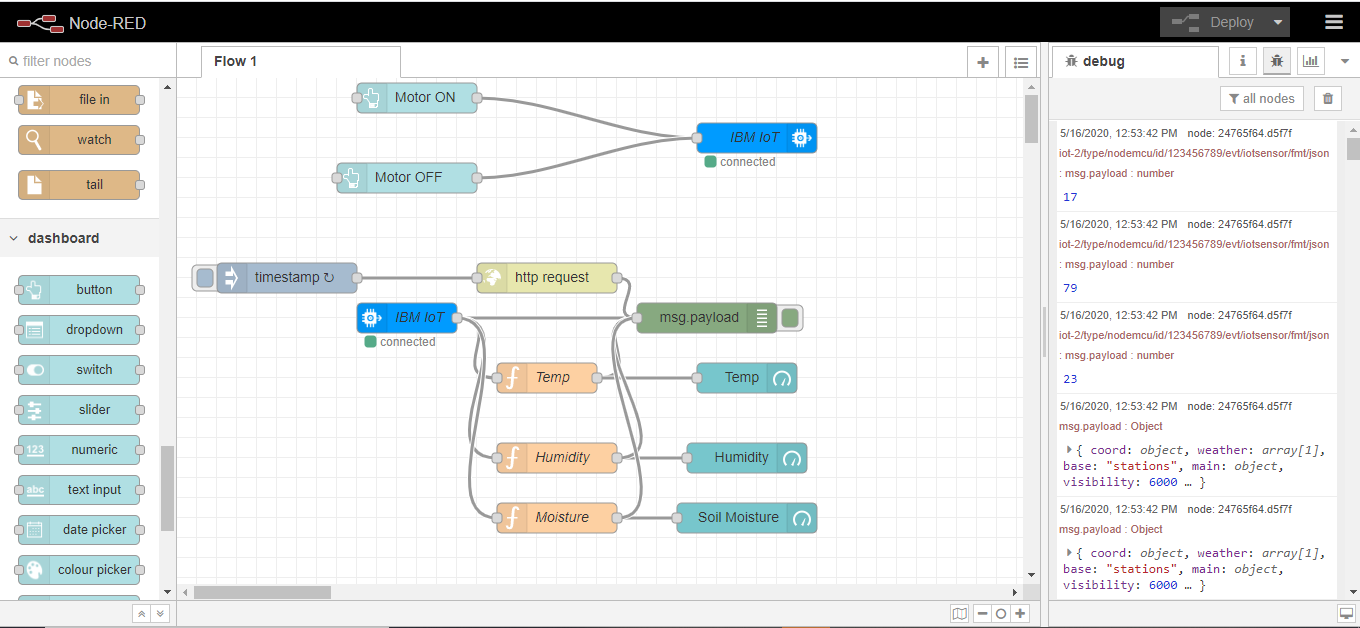 Node-RED
Deploy
filter nodes
Flow 1
debug
all nodes
file in
watch
tail
dashboard
button
dropdown
switch
slider
123
numeric
abc
text input
date picker
colour picker
Motor ON
IBM IoT
connected
Motor OFF
timestamp ↻
http request
IBM IoT
connected
msg.payload
Temp
Temp
Humidity
Humidity
Moisture
Soil Moisture
5/16/2020, 12:53:42 PM node: 24765f64.d5f7f
iot-2/type/nodemcu/id/123456789/evt/iotsensor/fmt/json
: msg.payload : number
17
5/16/2020, 12:53:42 PM node: 24765f64.d5f7f
iot-2/type/nodemcu/id/123456789/evt/iotsensor/fmt/json
: msg.payload : number
79
5/16/2020, 12:53:42 PM node: 24765f64.d5f7f
iot-2/type/nodemcu/id/123456789/evt/iotsensor/fmt/json
: msg.payload : number
23
5/16/2020, 12:53:42 PM node: 24765f64.d5f7f
msg.payload : Object
{ coord: object, weather: array[1],
base: "stations", main: object,
visibility: 6000 … }
5/16/2020, 12:53:42 PM node: 24765f64.d5f7f
msg.payload : Object
{ coord: object, weather: array[1],
base: "stations", main: object,
visibility: 6000 … }